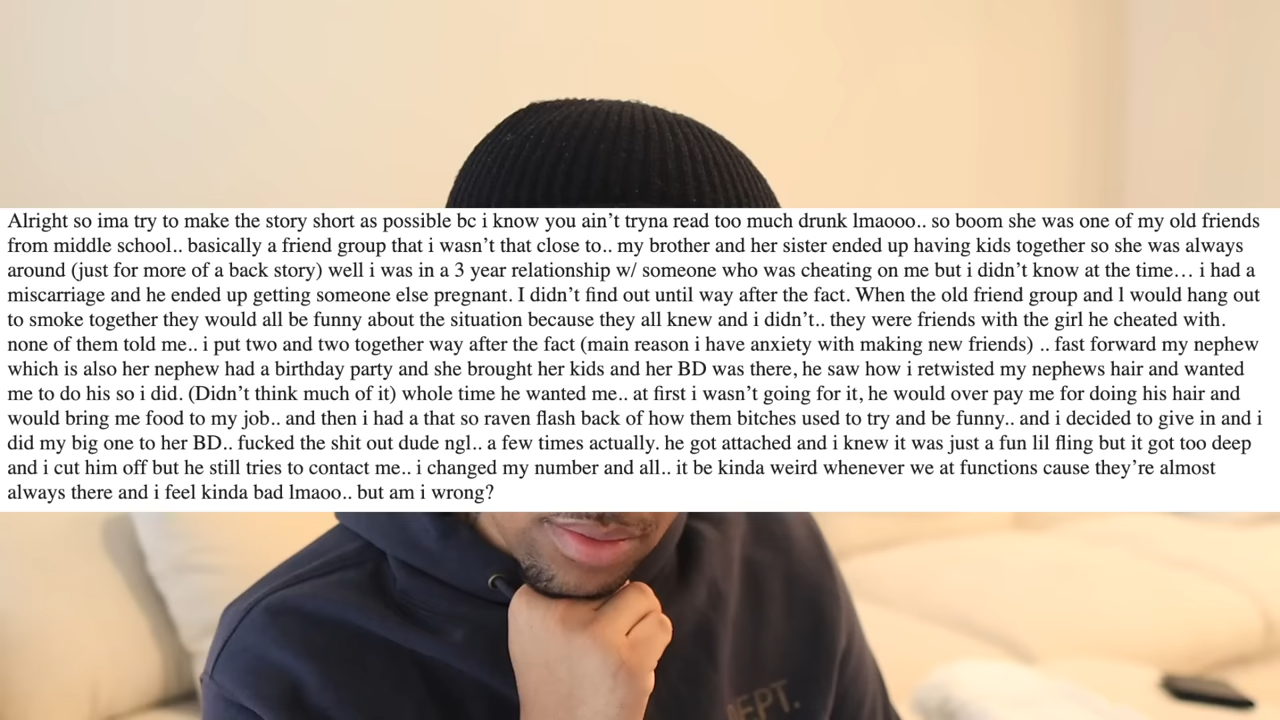 Alright so ima try to make the story short as possible bc i know you ain’t tryna read too much drunk lmaooo.. so boom she was one of my old friends
from middle school.. basically a friend group that i wasn’t that close to.. my brother and her sister ended up having kids together so she was always
around (just for more of a back story) well i was in a 3 year relationship w/ someone who was cheating on me but i didn’t know at the time… i had a
miscarriage and he ended up getting someone else pregnant. I didn’t find out until way after the fact. When the old friend group and l would hang out
to smoke together they would all be funny about the situation because they all knew and i didn’t.. they were friends with the girl he cheated with.
none of them told me.. i put two and two together way after the fact (main reason i have anxiety with making new friends) .. fast forward my nephew
which is also her nephew had a birthday party and she brought her kids and her BD was there, he saw how i retwisted my nephews hair and wanted
me to do his so i did. (Didn’t think much of it) whole time he wanted me.. at first i wasn’t going for it, he would over pay me for doing his hair and
would bring me food to my job.. and then i had a that so raven flash back of how them bitches used to try and be funny.. and i decided to give in and i
did my big one to her BD.. fucked the shit out dude ngl.. a few times actually. he got attached and i knew it was just a fun lil fling but it got too deep
and i cut him off but he still tries to contact me.. i changed my number and all.. it be kinda weird whenever we at functions cause they’re almost
always there and i feel kinda bad lmaoo.. but am i wrong?
DEPT.